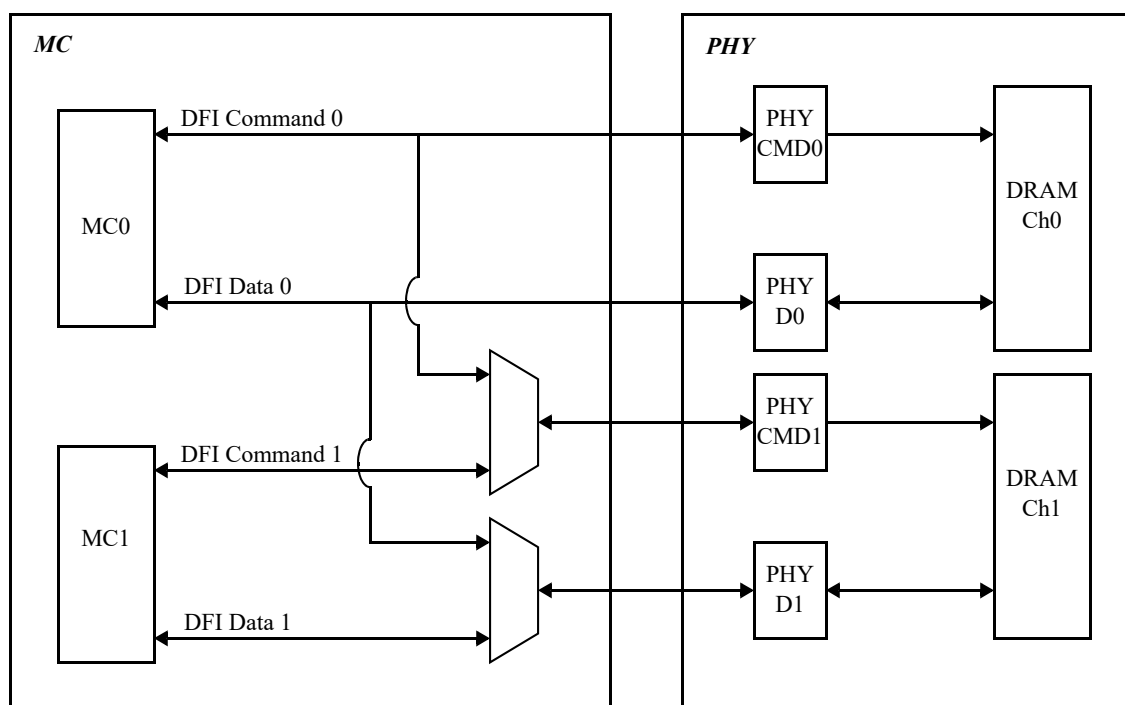 MC
PHY
DFI Command 0
PHY
CMD0
MC0
DRAM
Ch0
DFI Data 0
PHY
D0
PHY
CMD1
DFI Command 1
DRAM
Ch1
MC1
PHY
D1
DFI Data 1